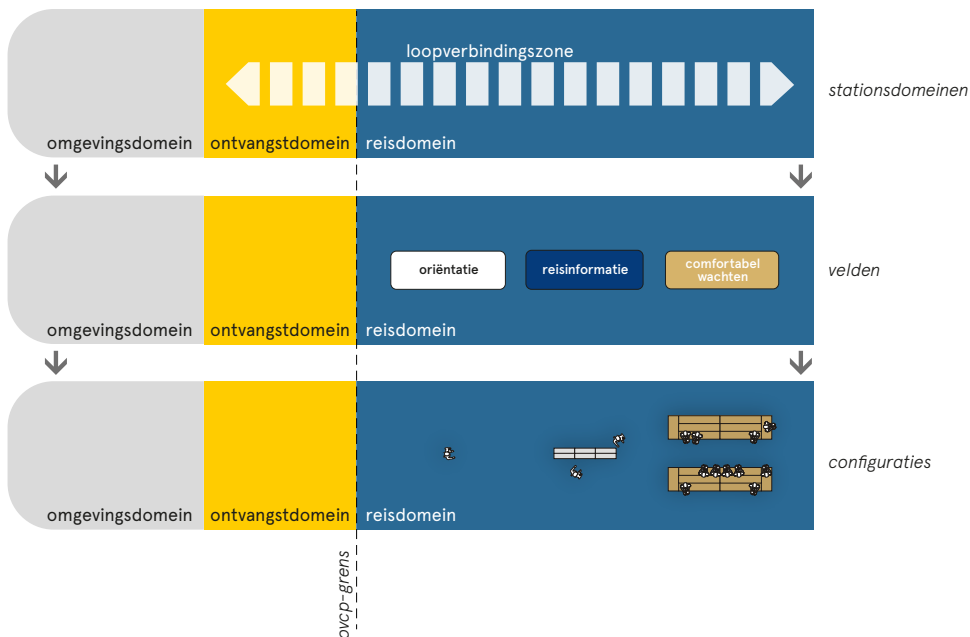 loopverbindingszone
stationsdomeinen
omgevingsdomein ontvangstdomein reisdomein
oriëntatie
reisinformatie
comfortabel
wachten
velden
omgevingsdomein ontvangstdomein reisdomein
configuraties
omgevingsdomein ontvangstdomein reisdomein
ovcp-grens